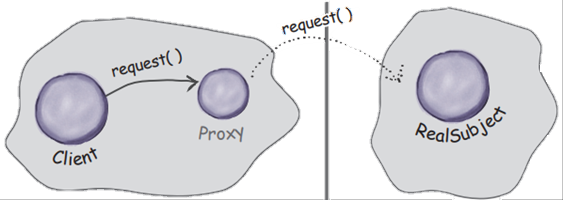 request()
request()
Client
Proxy
RealSubject